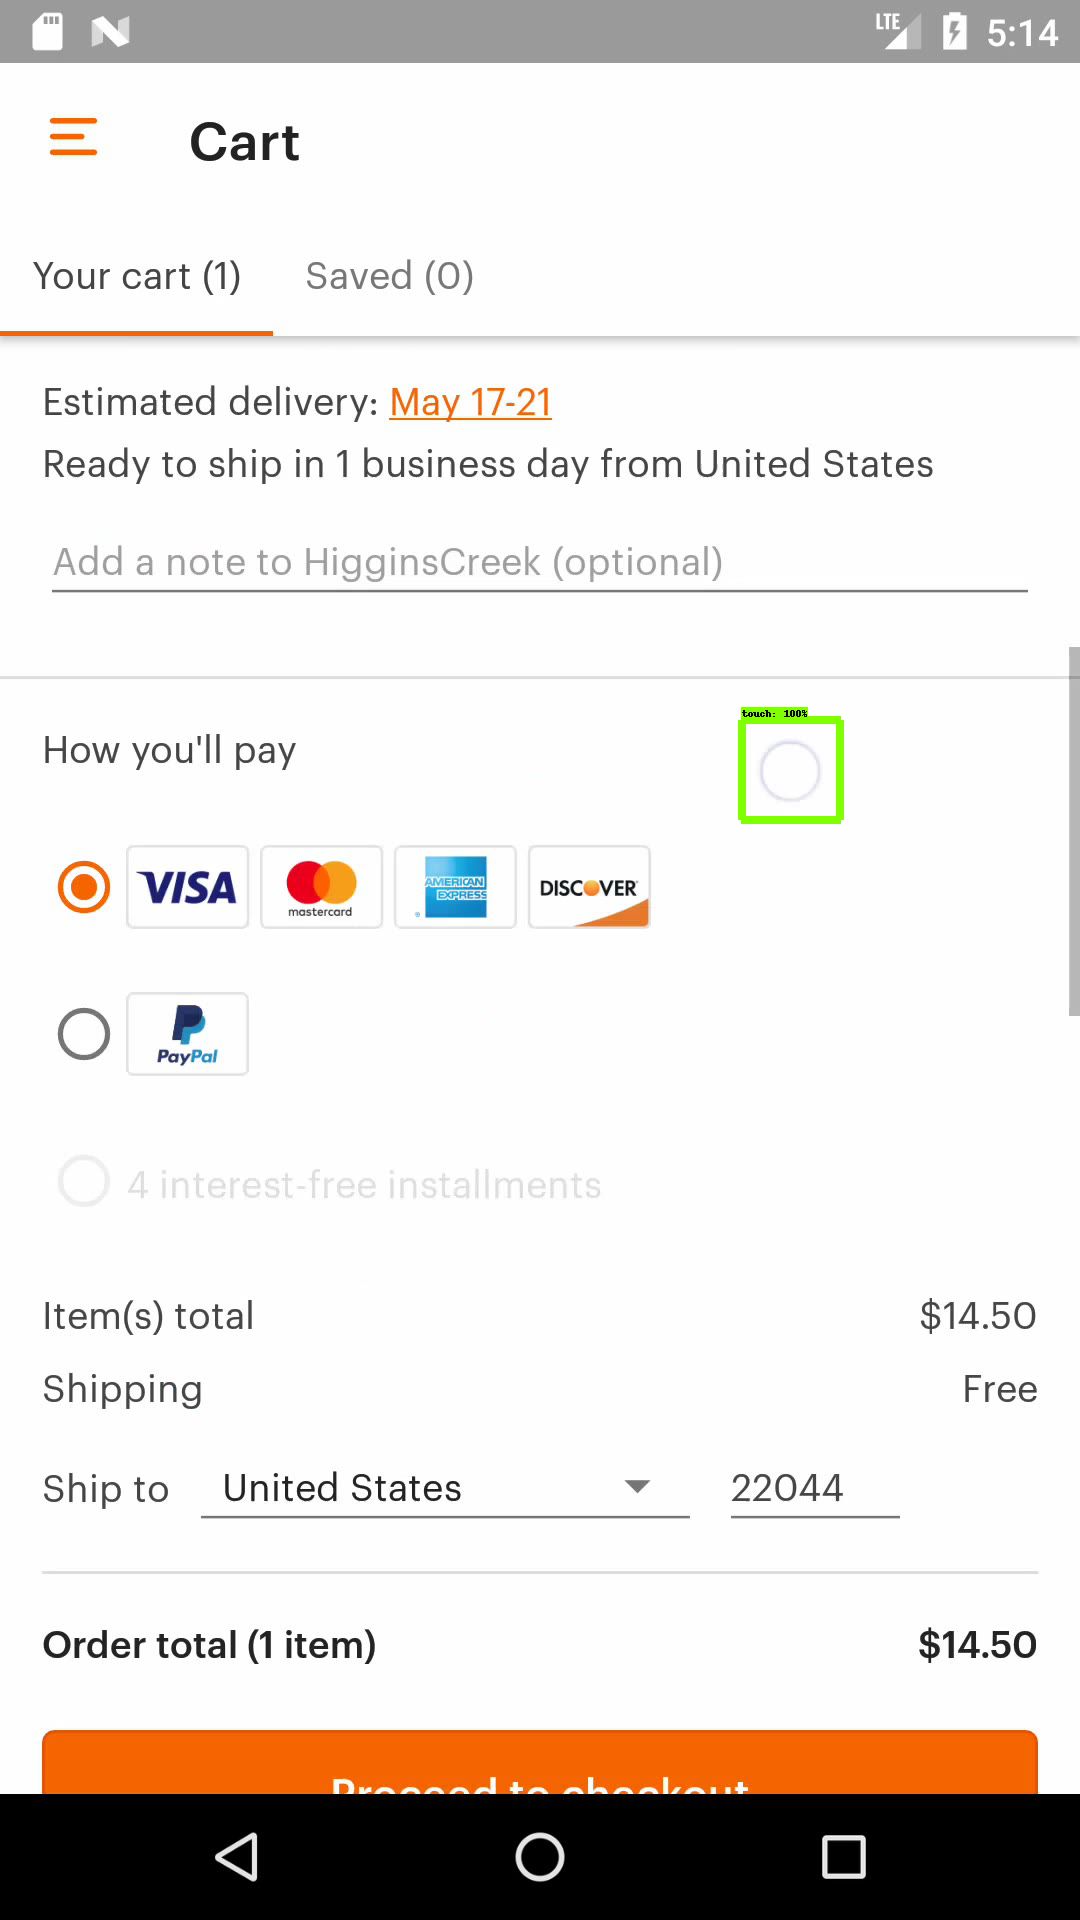 LTE 5:14
Cart
Your cart (1) Saved (0)
Estimated delivery: May 17-21
Ready to ship in 1 business day from United States
Add a note to HigginsCreek (optional)
touch: 100%
How you'll pay
VISA mastercard AMERICAN EXPRESS DISCOVER
PayPal
4 interest-free installments
Item(s) total $14.50
Shipping Free
Ship to United States 22044
Order total (1 item) $14.50
Proceed to checkout